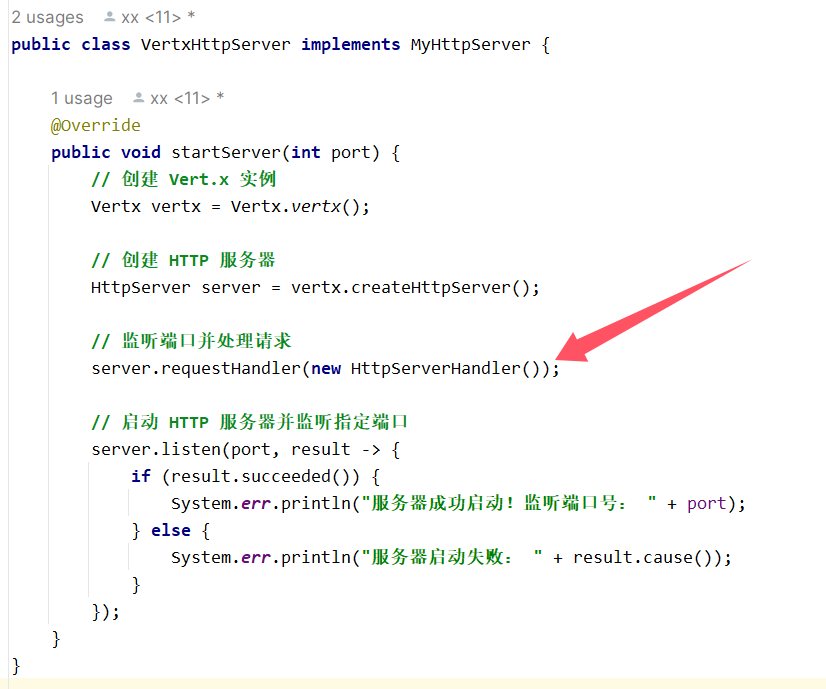 2 usages xx <11> *
public class VertxHttpServer implements MyHttpServer {
1 usage xx <11> *
@Override
public void startServer(int port) {
// 创建 Vert.x 实例
Vertx vertx = Vertx.vertx();
// 创建 HTTP 服务器
HttpServer server = vertx.createHttpServer();
// 监听端口并处理请求
server.requestHandler(new HttpServerHandler());
// 启动 HTTP 服务器并监听指定端口
server.listen(port, result -> {
if (result.succeeded()) {
System.err.println("服务器成功启动！监听端口号： " + port);
} else {
System.err.println("服务器启动失败： " + result.cause());
}
});
}
}